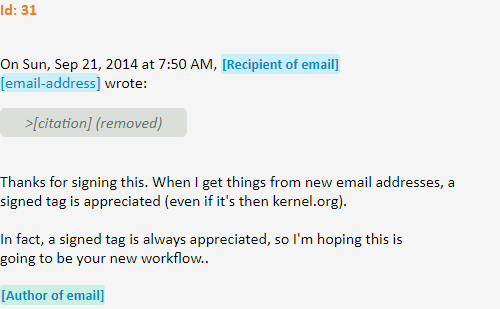 Id: 31
On Sun, Sep 21, 2014 at 7:50 AM, [Recipient of email]
[email-address] wrote:
>[citation] (removed)
Thanks for signing this. When I get things from new email addresses, a
signed tag is appreciated (even if it's then kernel.org).
In fact, a signed tag is always appreciated, so I'm hoping this is
going to be your new workflow..
[Author of email]